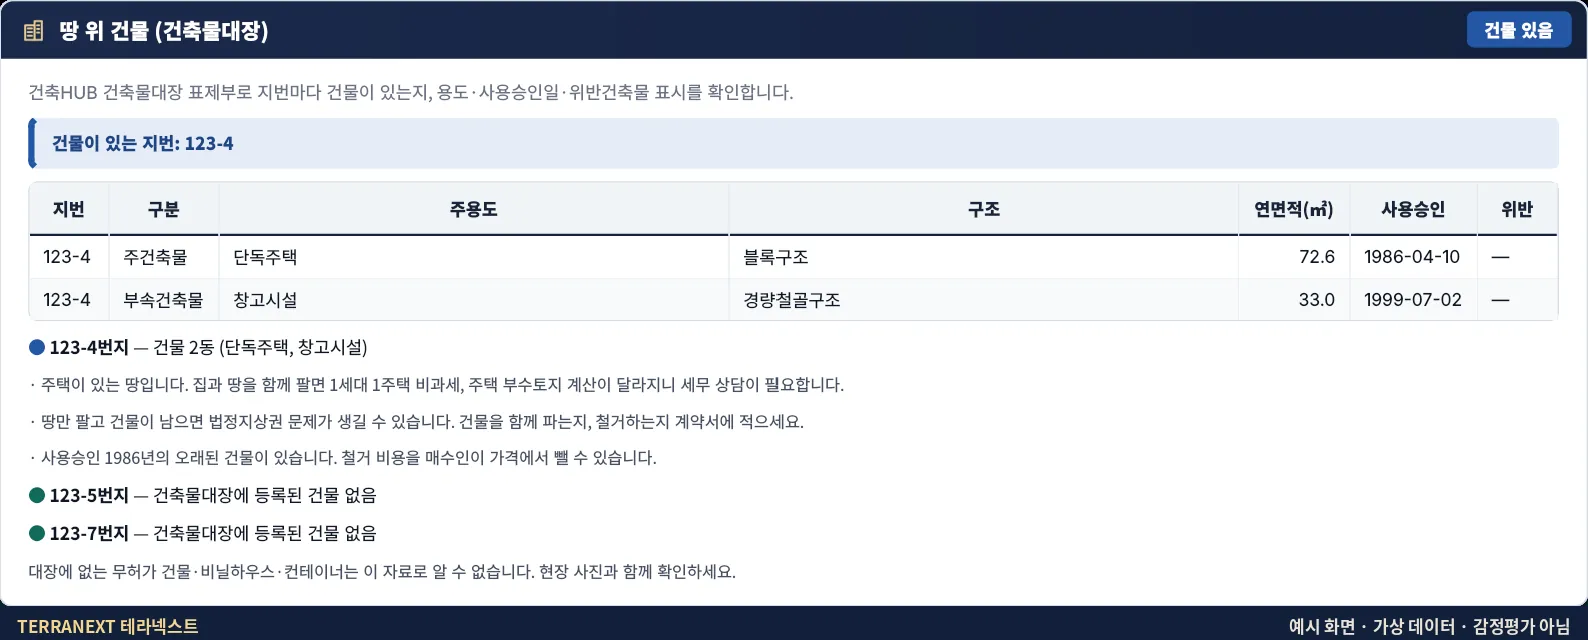 땅 위 건물 (건축물대장)
건물 있음
건축HUB 건축물대장 표제부로 지번마다 건물이 있는지, 용도·사용승인일·위반건축물 표시를 확인합니다.
건물이 있는 지번: 123-4
지번 구분 주용도 구조 연면적(㎡) 사용승인 위반
123-4 주건축물 단독주택 블록구조 72.6 1986-04-10 —
123-4 부속건축물 창고시설 경량철골구조 33.0 1999-07-02 —
123-4번지 — 건물 2동 (단독주택, 창고시설)
· 주택이 있는 땅입니다. 집과 땅을 함께 팔면 1세대 1주택 비과세, 주택 부수토지 계산이 달라지니 세무 상담이 필요합니다.
· 땅만 팔고 건물이 남으면 법정지상권 문제가 생길 수 있습니다. 건물을 함께 파는지, 철거하는지 계약서에 적으세요.
· 사용승인 1986년의 오래된 건물이 있습니다. 철거 비용을 매수인이 가격에서 뺄 수 있습니다.
123-5번지 — 건축물대장에 등록된 건물 없음
123-7번지 — 건축물대장에 등록된 건물 없음
대장에 없는 무허가 건물·비닐하우스·컨테이너는 이 자료로 알 수 없습니다. 현장 사진과 함께 확인하세요.
TERRANEXT 테라넥스트
예시 화면 · 가상 데이터 · 감정평가 아님